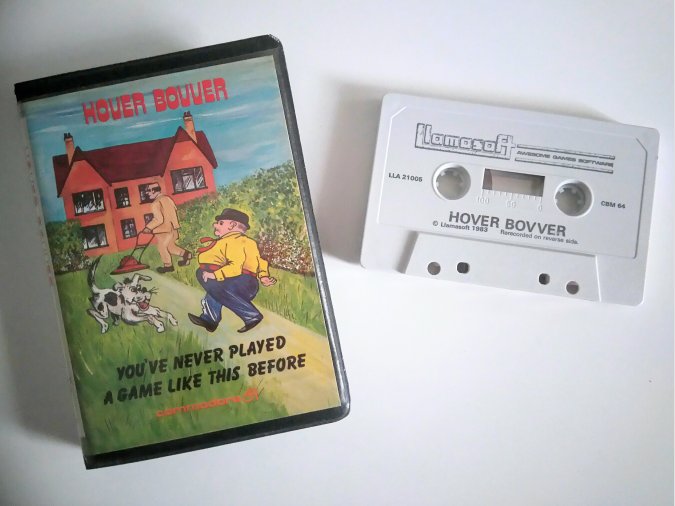 HOVER BOVVER
YOU'VE NEVER PLAYED
A GAME LIKE THIS BEFORE
commodore 64
Llamasoft
AWESOME GAMES SOFTWARE
LLA 21005
CBM 64
100 50 0
HOVER BOVVER
© Llamasoft 1983 Rerecorded on reverse side.